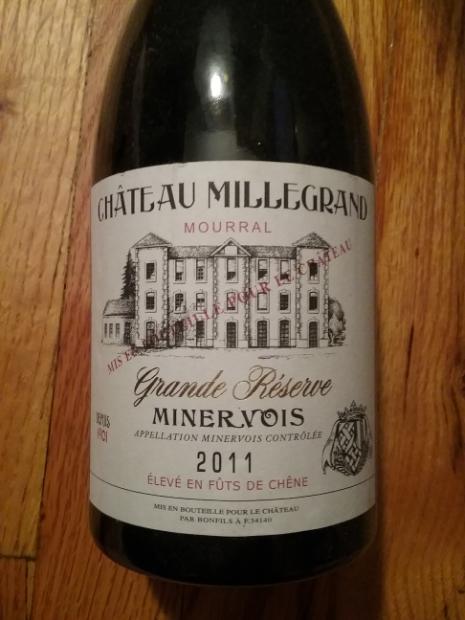 CHÂTEAU MILLEGRAND
MOURRAL
MIS EN BOUTEILLE POUR LE CHÂTEAU
Grande Réserve
MINERVOIS
APPELLATION MINERVOIS CONTRÔLÉE
DEPUIS
2011
ÉLEVÉ EN FÛTS DE CHÊNE
MIS EN BOUTEILLE POUR LE CHÂTEAU
PAR BONFILS À F.34140